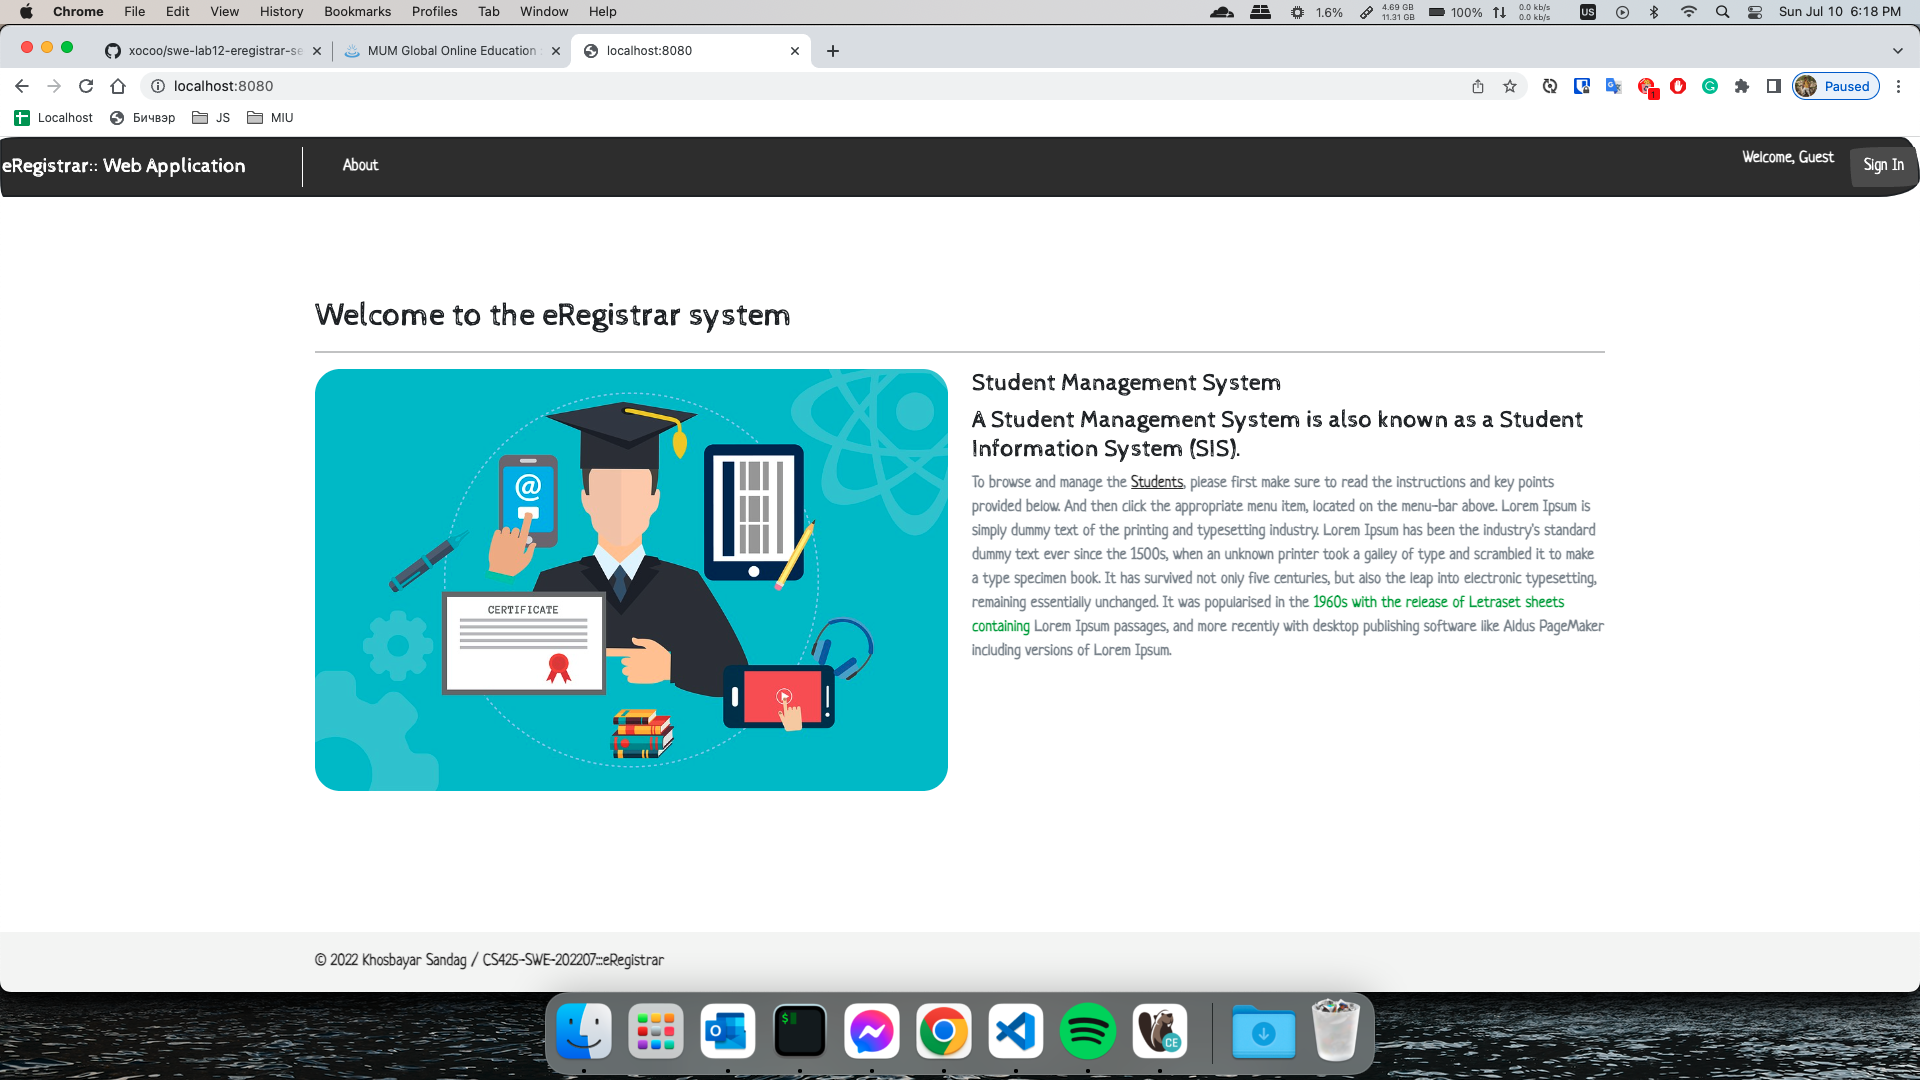 Chrome File Edit View History Bookmarks Profiles Tab Window Help 1.6% 4.69 GB 11.31 GB 100% 0.0 kb/s 0.0 kb/s US Sun Jul 10 6:18 PM
xocoo/swe-lab12-eregistrar-se MUM Global Online Education localhost:8080
localhost:8080 1 Paused
Localhost Бичвэр JS MIU
eRegistrar:: Web Application About Welcome, Guest Sign In
Welcome to the eRegistrar system
@
CERTIFICATE
Student Management System
A Student Management System is also known as a Student
Information System (SIS).
To browse and manage the Students, please first make sure to read the instructions and key points
provided below. And then click the appropriate menu item, located on the menu-bar above. Lorem Ipsum is
simply dummy text of the printing and typesetting industry. Lorem Ipsum has been the industry's standard
dummy text ever since the 1500s, when an unknown printer took a galley of type and scrambled it to make
a type specimen book. It has survived not only five centuries, but also the leap into electronic typesetting,
remaining essentially unchanged. It was popularised in the 1960s with the release of Letraset sheets
containing Lorem Ipsum passages, and more recently with desktop publishing software like Aldus PageMaker
including versions of Lorem Ipsum.
© 2022 Khosbayar Sandag / CS425-SWE-202207:::eRegistrar
O $ CE